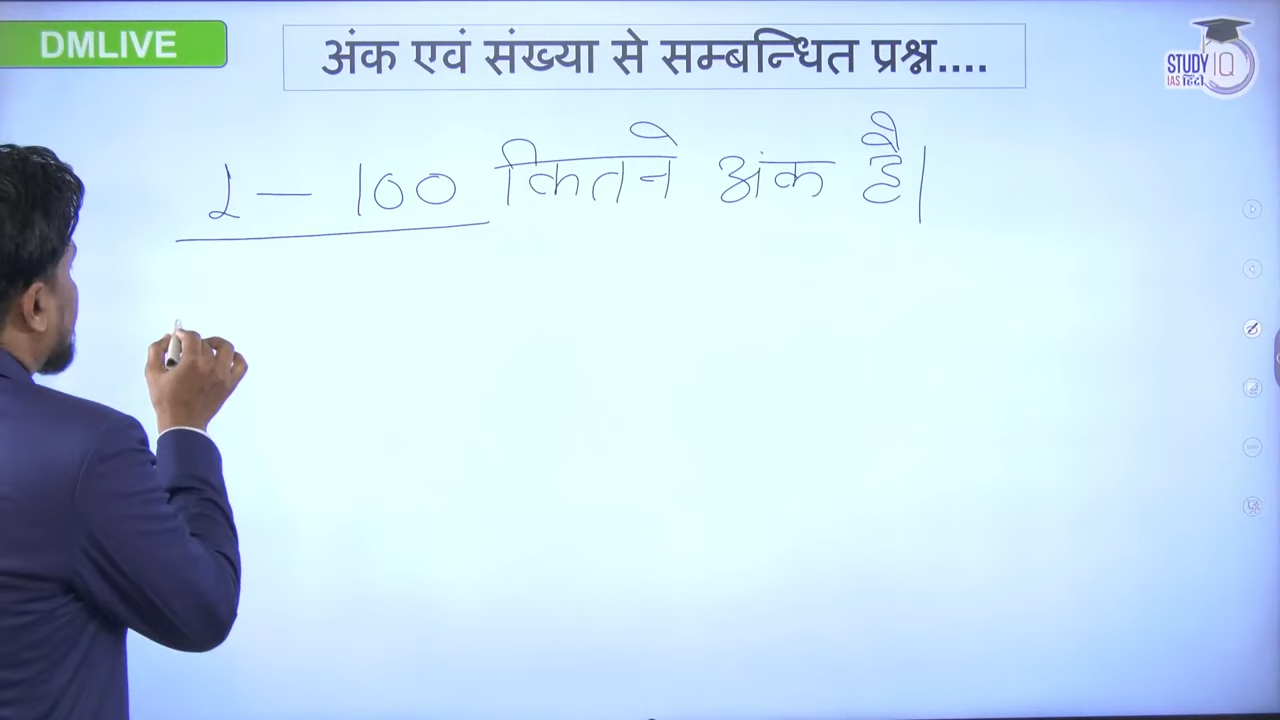 DMLIVE
अंक एवं संख्या से सम्बन्धित प्रश्न....
STUDY IQ
IAS हिंदी
1 – 100 कितने अंक है।